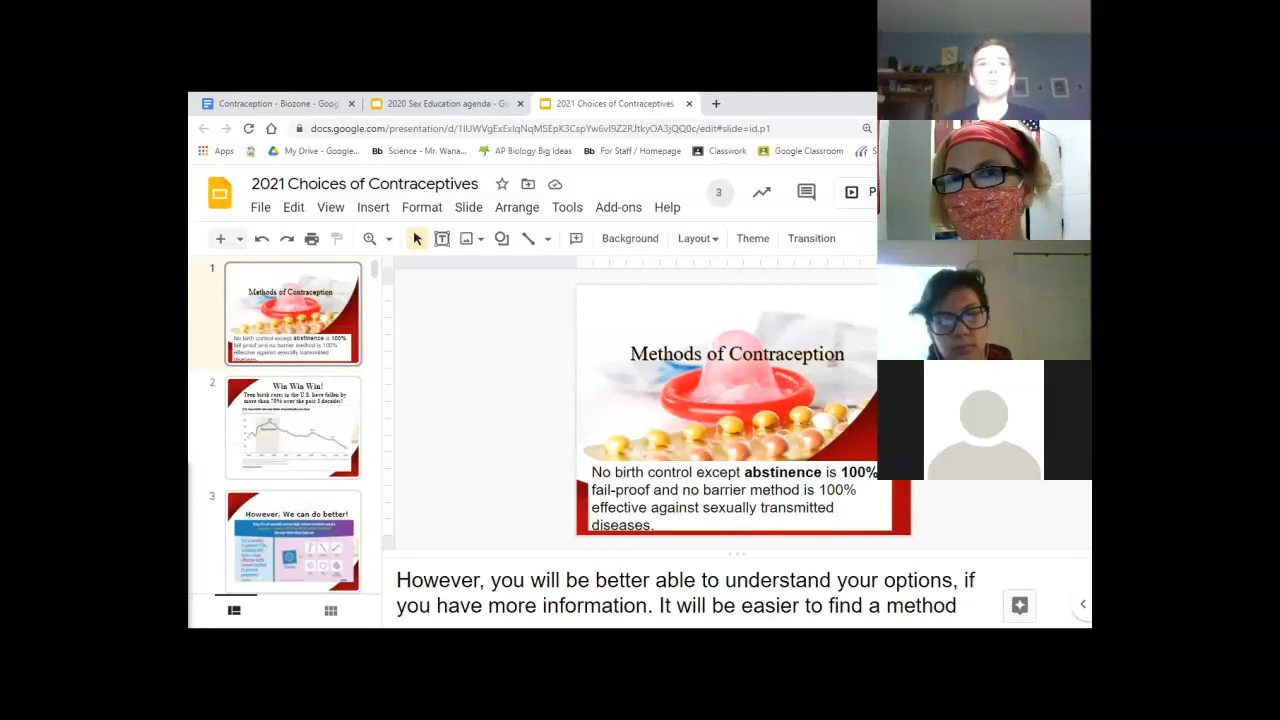 Contraception - Biozone - Goog
2020 Sex Education agenda - Go
2021 Choices of Contraceptives
docs.google.com/presentation/d/
edit#slide=id.p1
Apps
My Drive - Google...
Bb Science - Mr. Wana...
AP Biology Big Ideas
Bb For Staff / Homepage
Classwork
Google Classroom
2021 Choices of Contraceptives
3
File Edit View Insert Format Slide Arrange Tools Add-ons Help
Background Layout Theme Transition
1
Methods of Contraception
No birth control except abstinence is 100%
fail-proof and no barrier method is 100%
effective against sexually transmitted
diseases.
2
Win Win Win!
Teen birth rates in the U.S. have fallen by
more than 70% over the past 3 decades!
3
However, We can do better!
Methods of Contraception
No birth control except abstinence is 100%
fail-proof and no barrier method is 100%
effective against sexually transmitted
diseases.
However, you will be better able to understand your options, if
you have more information. It will be easier to find a method